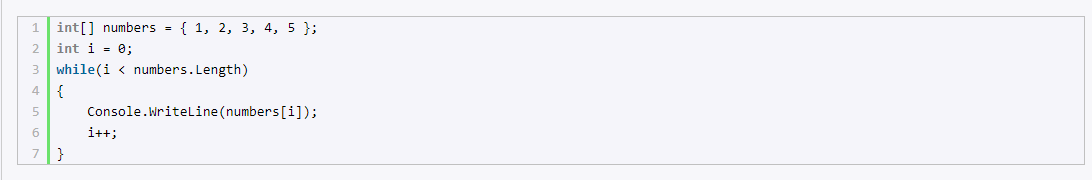 1 int[] numbers = { 1, 2, 3, 4, 5 };
2 int i = 0;
3 while(i < numbers.Length)
4 {
5     Console.WriteLine(numbers[i]);
6     i++;
7 }